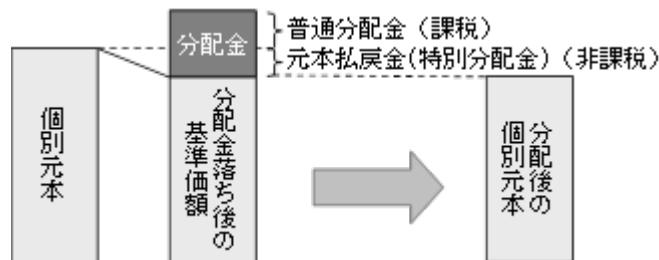 分配金
普通分配金（課税）
元本払戻金(特別分配金)（非課税）
個別元本
分配金落ち後の
基準価額
分配後の
個別元本